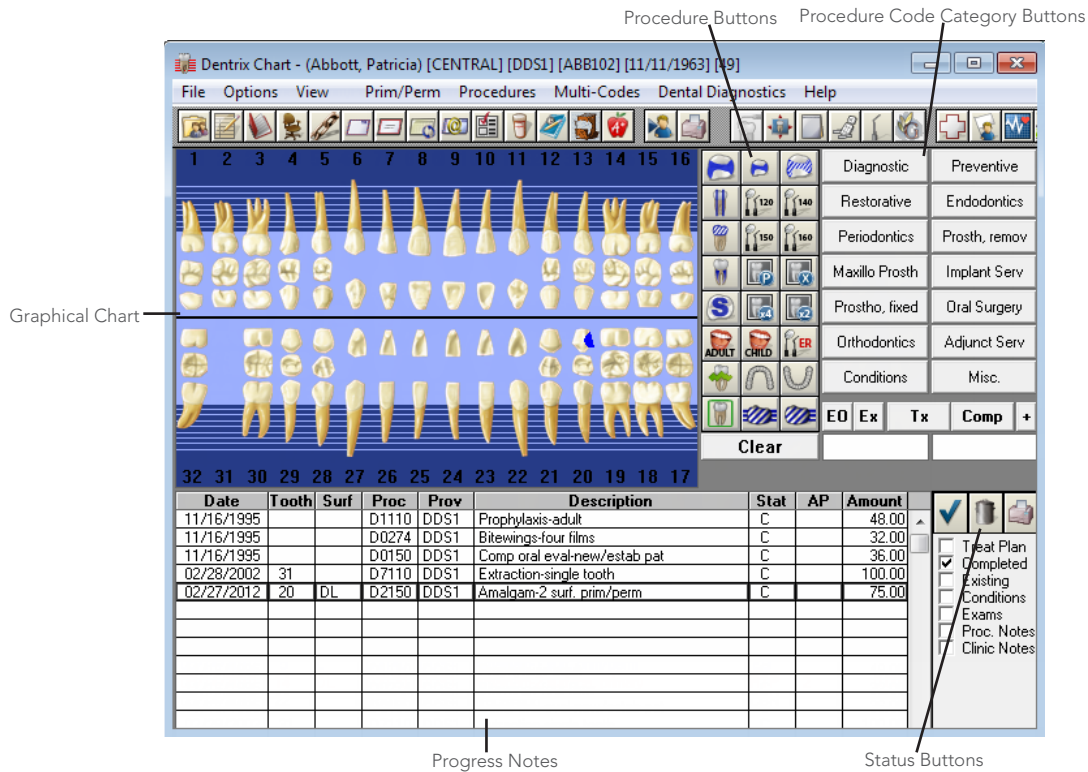 Procedure Buttons Procedure Code Category Buttons
Dentrix Chart - (Abbott, Patricia) [CENTRAL] [DDS1] [ABB102] [11/11/1963] [49]
File Options View Prim/Perm Procedures Multi-Codes Dental Diagnostics Help
1 2 3 4 5 6 7 8 9 10 11 12 13 14 15 16
Diagnostic Preventive
120 140 Restorative Endodontics
150 160 Periodontics Prosth, remov
P X Maxillo Prosth Implant Serv
Graphical Chart
S x4 x2 Prostho, fixed Oral Surgery
ADULT CHILD ER Orthodontics Adjunct Serv
Conditions Misc.
EO Ex Tx Comp +
Clear
32 31 30 29 28 27 26 25 24 23 22 21 20 19 18 17
Date Tooth Surf Proc Prov Description Stat AP Amount
11/16/1995 D1110 DDS1 Prophylaxis-adult C 48.00
11/16/1995 D0274 DDS1 Bitewings-four films C 32.00
11/16/1995 D0150 DDS1 Comp oral eval-new/estab pat C 36.00
02/28/2002 31 D7110 DDS1 Extraction-single tooth C 100.00
02/27/2012 20 DL D2150 DDS1 Amalgam-2 surf, prim/perm C 75.00
Treat Plan
Completed
Existing
Conditions
Exams
Proc. Notes
Clinic Notes
Progress Notes Status Buttons